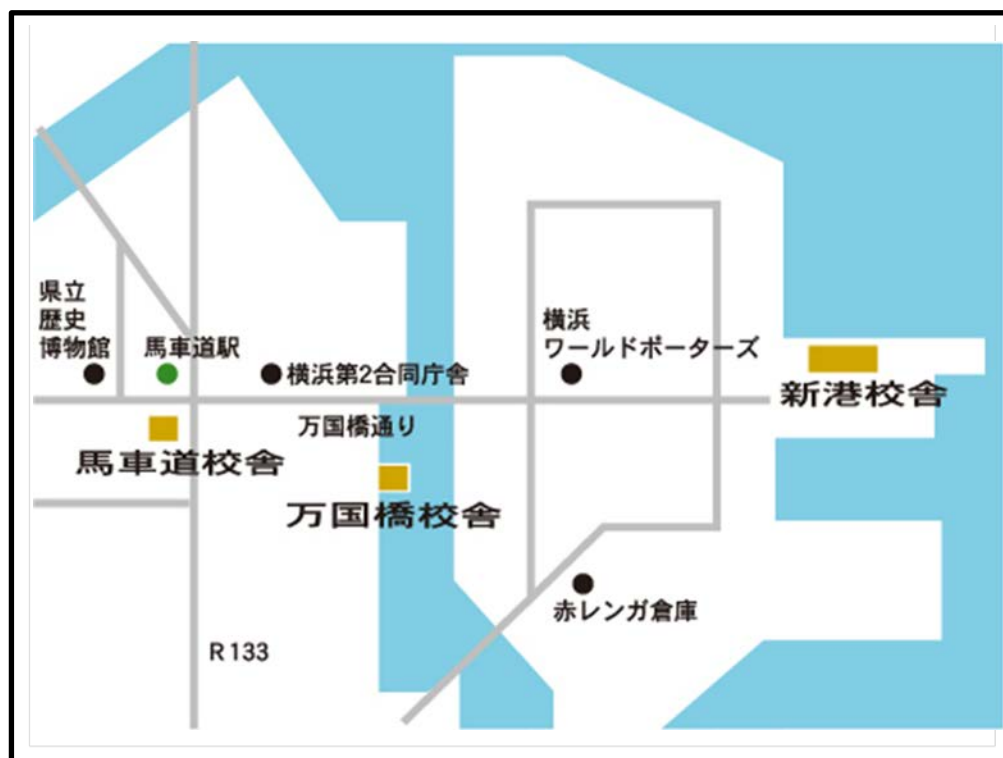 県立
歴史
博物館
馬車道駅
横浜第2合同庁舎
横浜
ワールドポーターズ
新港校舎
万国橋通り
馬車道校舎
万国橋校舎
赤レンガ倉庫
R133